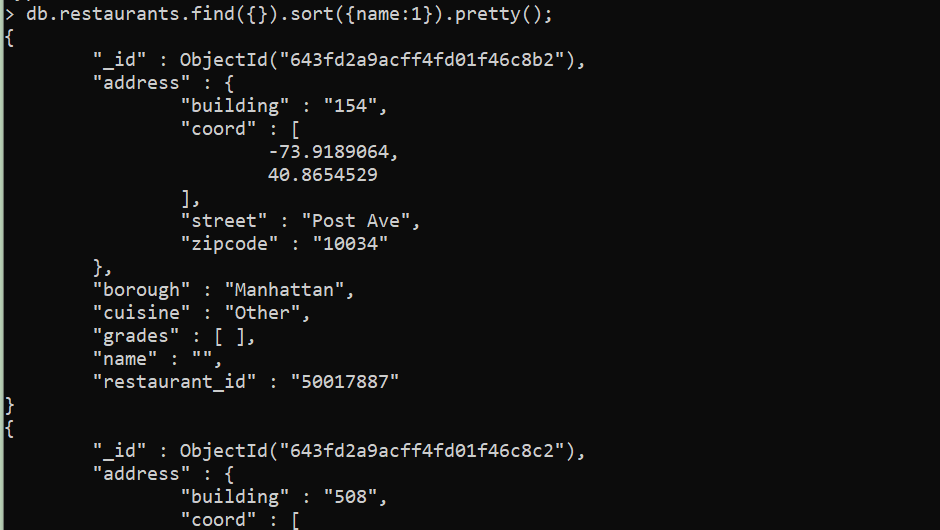 > db.restaurants.find({}).sort({name:1}).pretty();
{
        "_id" : ObjectId("643fd2a9acff4fd01f46c8b2"),
        "address" : {
                "building" : "154",
                "coord" : [
                        -73.9189064,
                        40.8654529
                ],
                "street" : "Post Ave",
                "zipcode" : "10034"
        },
        "borough" : "Manhattan",
        "cuisine" : "Other",
        "grades" : [ ],
        "name" : "",
        "restaurant_id" : "50017887"
}
{
        "_id" : ObjectId("643fd2a9acff4fd01f46c8c2"),
        "address" : {
                "building" : "508",
                "coord" : [